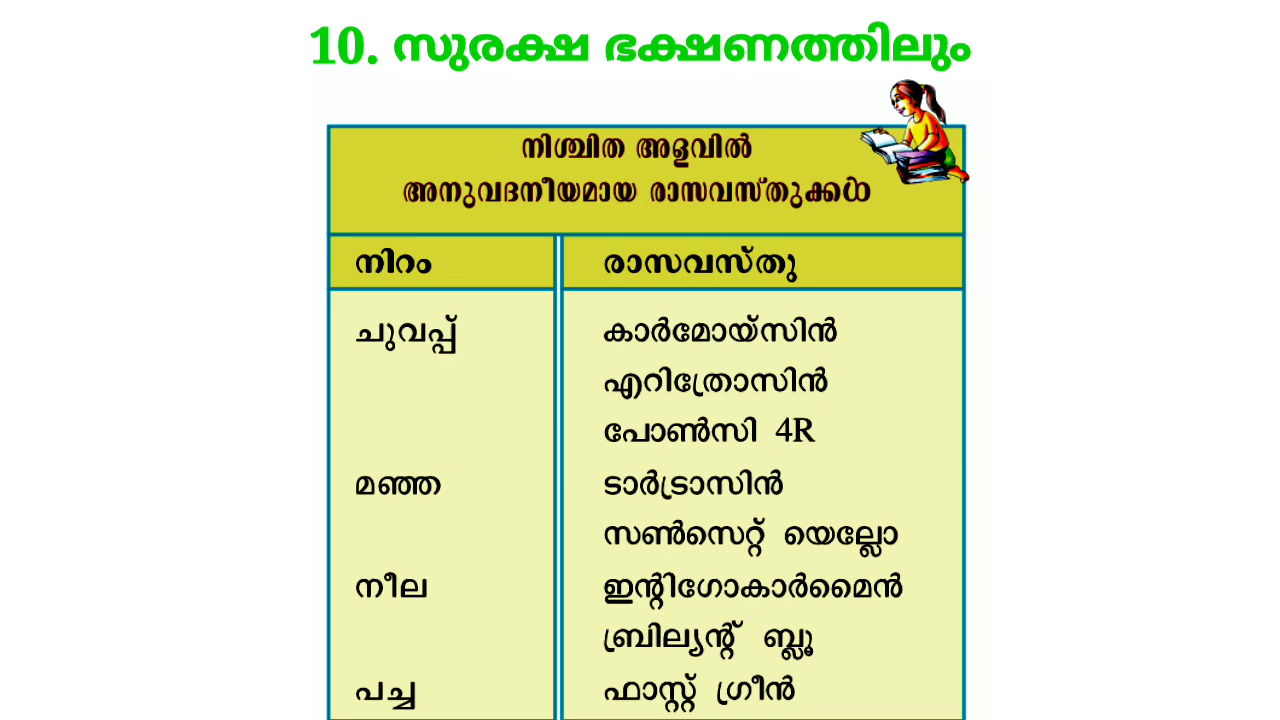 10. സുരക്ഷ ഭക്ഷണത്തിലും
നിശ്ചിത അളവിൽ
അനുവദനീയമായ രാസവസ്തുക്കൾ
നിറം രാസവസ്തു
ചുവപ്പ് കാർമോയ്സിൻ
എറിത്രോസിൻ
പോൺസി 4R
മഞ്ഞ ടാർട്രാസിൻ
സൺസെറ്റ് യെല്ലോ
നീല ഇന്റിഗോകാർമൈൻ
ബ്രില്യന്റ് ബ്ലൂ
പച്ച ഫാസ്റ്റ് ഗ്രീൻ